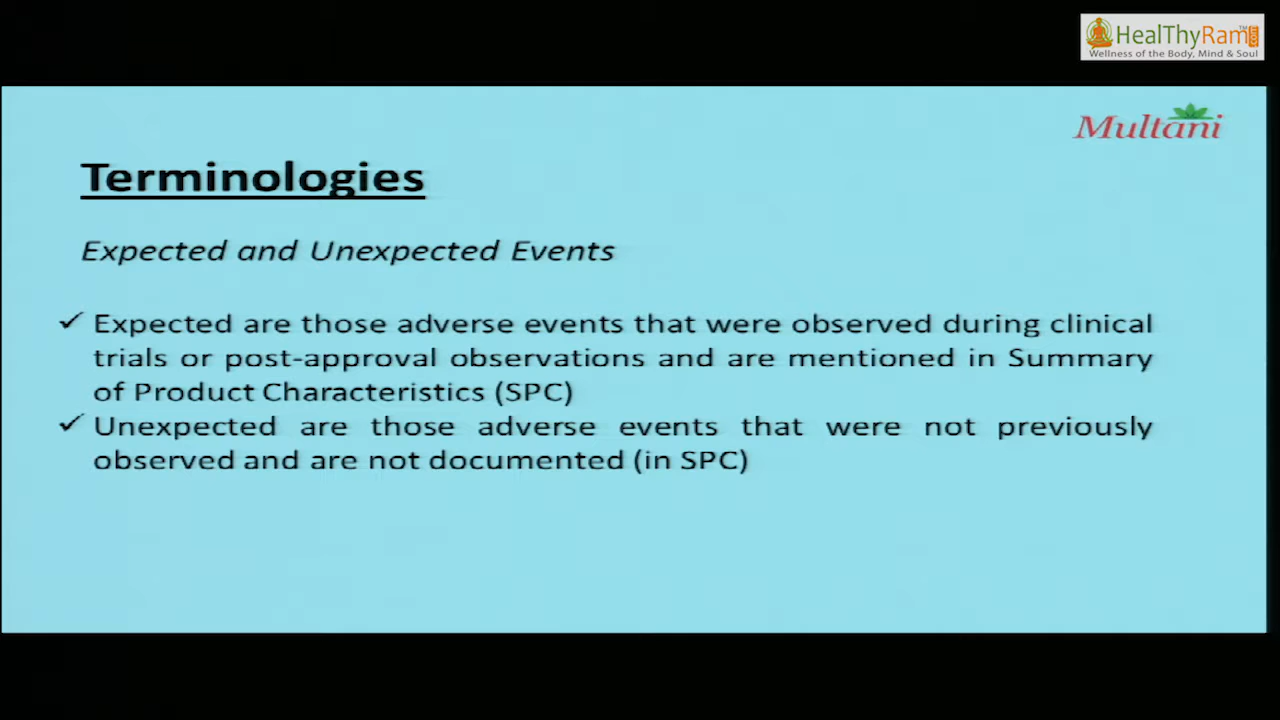 HealThyRam.com™
Wellness of the Body, Mind & Soul
Multani
Terminologies
Expected and Unexpected Events
✓ Expected are those adverse events that were observed during clinical
trials or post-approval observations and are mentioned in Summary
of Product Characteristics (SPC)
✓ Unexpected are those adverse events that were not previously
observed and are not documented (in SPC)